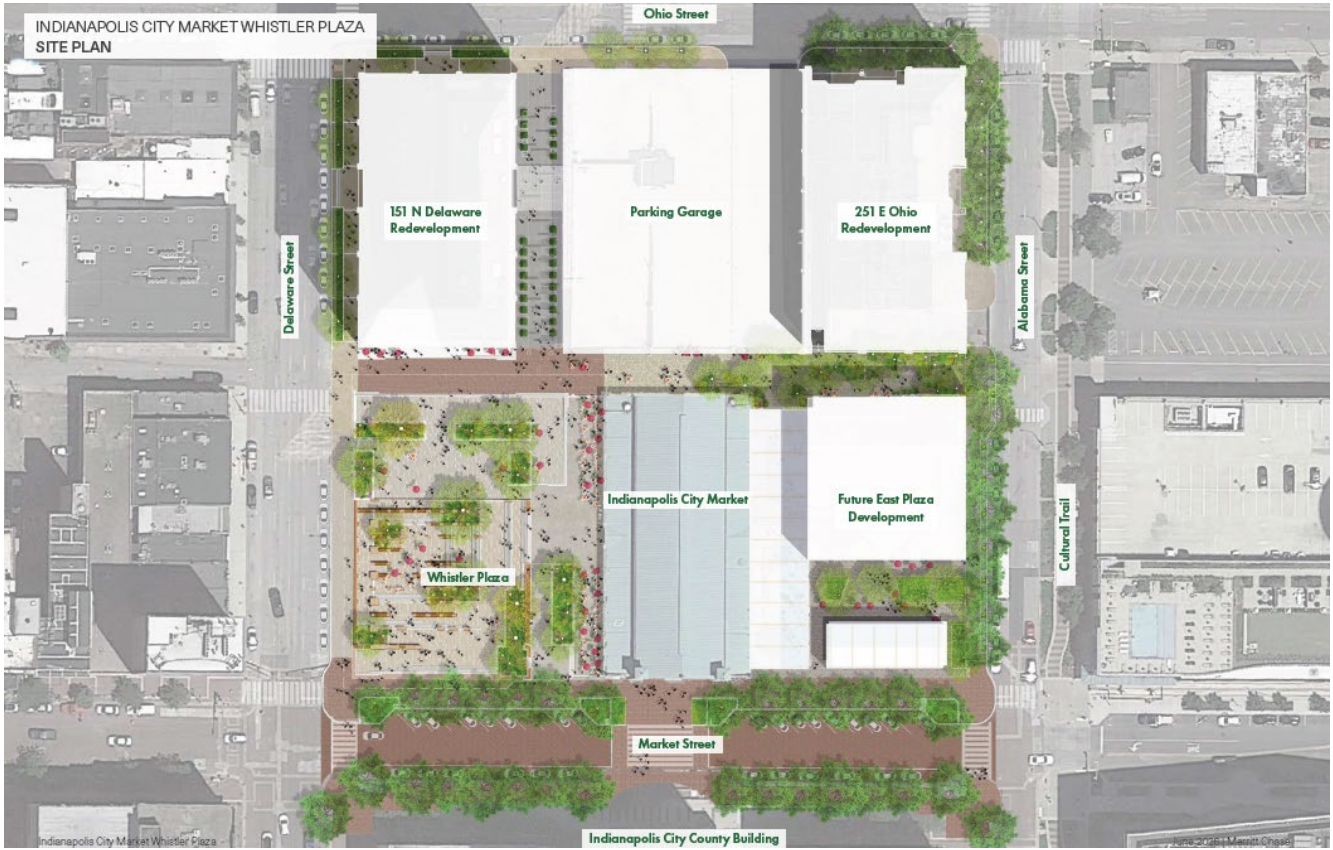 INDIANAPOLIS CITY MARKET WHISTLER PLAZA
SITE PLAN
Ohio Street
151 N Delaware
Redevelopment
Parking Garage
251 E Ohio
Redevelopment
Delaware Street
Alabama Street
Indianapolis City Market
Future East Plaza
Development
Cultural Trail
Whistler Plaza
Market Street
Indianapolis City County Building
Indianapolis City Market Whistler Plaza
| Merritt Chase